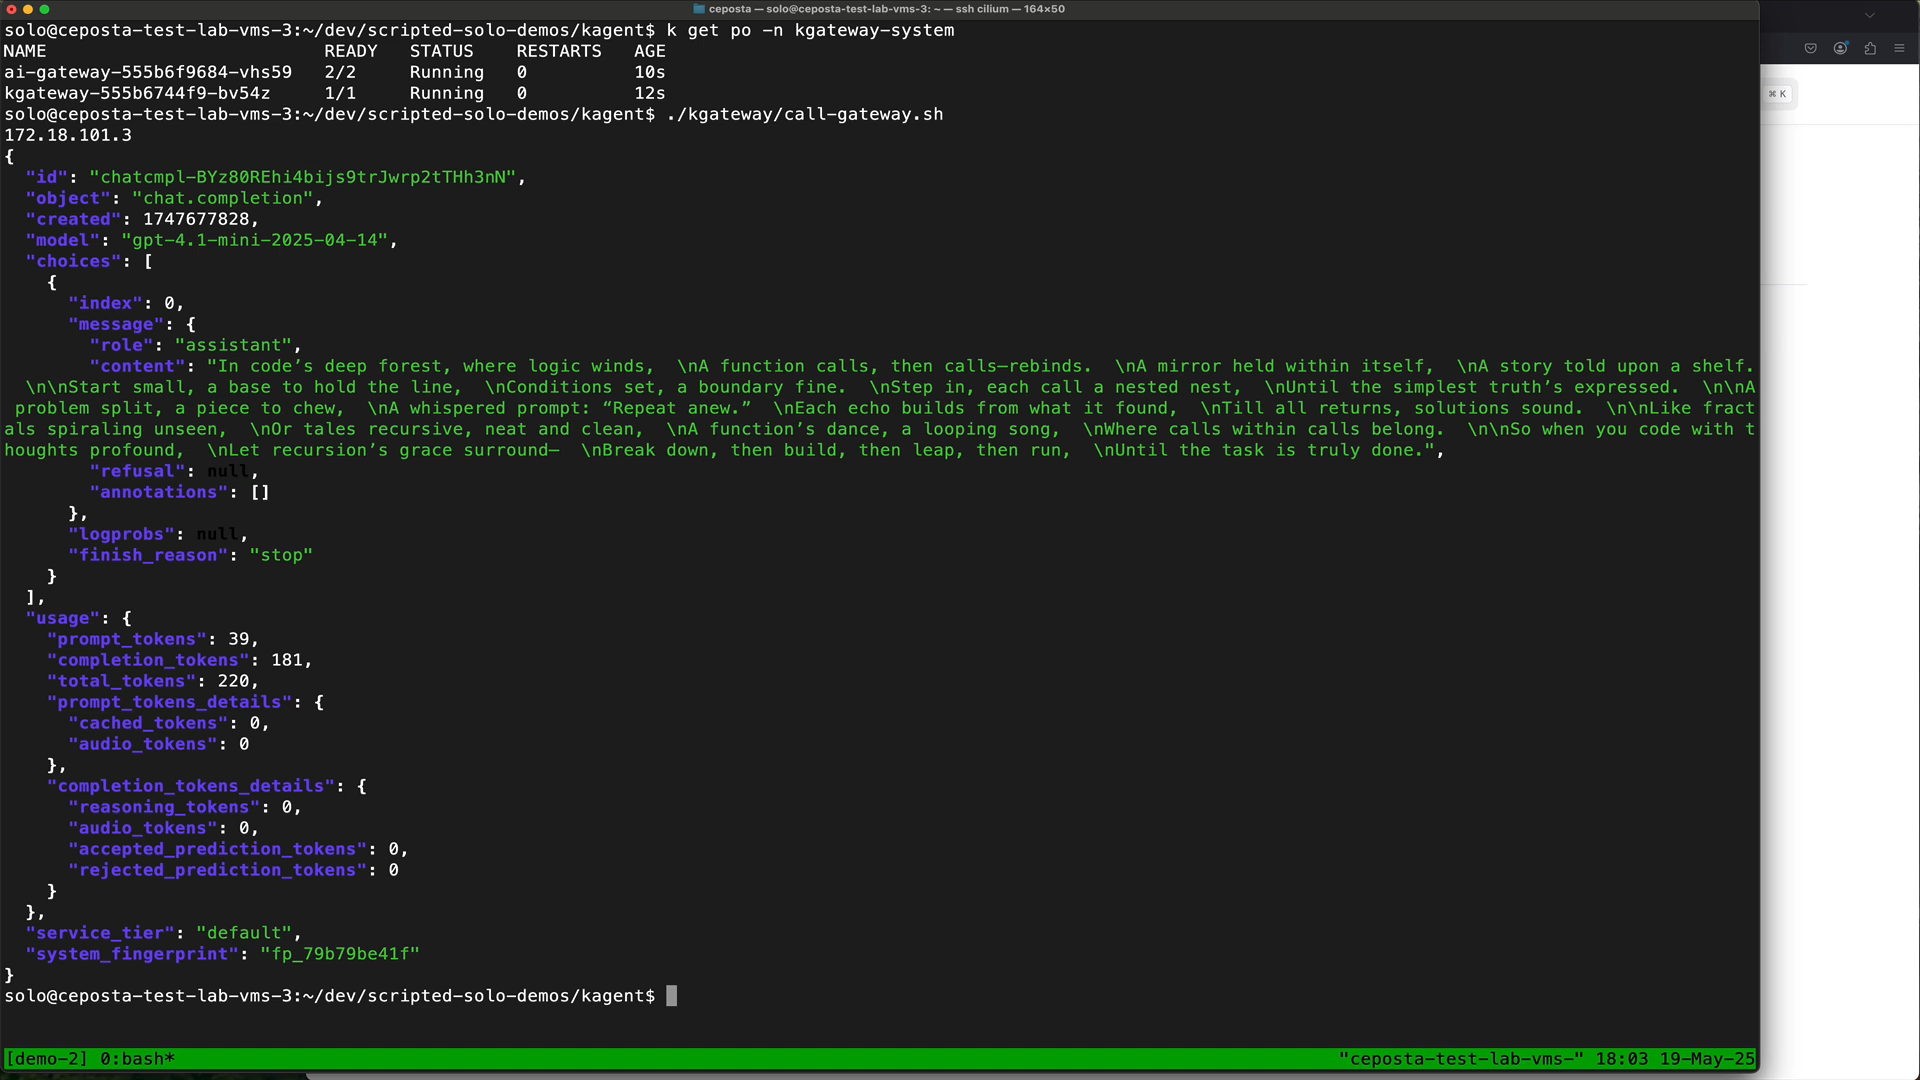 ceposta — solo@ceposta-test-lab-vms-3: ~ — ssh cilium — 164×50
solo@ceposta-test-lab-vms-3:~/dev/scripted-solo-demos/kagent$ k get po -n kgateway-system
NAME                          READY   STATUS    RESTARTS   AGE
ai-gateway-555b6f9684-vhs59   2/2     Running   0          10s
kgateway-555b6744f9-bv54z     1/1     Running   0          12s
solo@ceposta-test-lab-vms-3:~/dev/scripted-solo-demos/kagent$ ./kgateway/call-gateway.sh
172.18.101.3
{
  "id": "chatcmpl-BYz80REhi4bijs9trJwrp2tTHh3nN",
  "object": "chat.completion",
  "created": 1747677828,
  "model": "gpt-4.1-mini-2025-04-14",
  "choices": [
    {
      "index": 0,
      "message": {
        "role": "assistant",
        "content": "In code’s deep forest, where logic winds,  \nA function calls, then calls—rebinds.  \nA mirror held within itself,  \nA story told upon a shelf.
  \n\nStart small, a base to hold the line,  \nConditions set, a boundary fine.  \nStep in, each call a nested nest,  \nUntil the simplest truth’s expressed.  \n\nA
 problem split, a piece to chew,  \nA whispered prompt: “Repeat anew.”  \nEach echo builds from what it found,  \nTill all returns, solutions sound.  \n\nLike fract
als spiraling unseen,  \nOr tales recursive, neat and clean,  \nA function’s dance, a looping song,  \nWhere calls within calls belong.  \n\nSo when you code with t
houghts profound,  \nLet recursion’s grace surround—  \nBreak down, then build, then leap, then run,  \nUntil the task is truly done.",
        "refusal": null,
        "annotations": []
      },
      "logprobs": null,
      "finish_reason": "stop"
    }
  ],
  "usage": {
    "prompt_tokens": 39,
    "completion_tokens": 181,
    "total_tokens": 220,
    "prompt_tokens_details": {
      "cached_tokens": 0,
      "audio_tokens": 0
    },
    "completion_tokens_details": {
      "reasoning_tokens": 0,
      "audio_tokens": 0,
      "accepted_prediction_tokens": 0,
      "rejected_prediction_tokens": 0
    }
  },
  "service_tier": "default",
  "system_fingerprint": "fp_79b79be41f"
}
solo@ceposta-test-lab-vms-3:~/dev/scripted-solo-demos/kagent$
[demo-2] 0:bash* "ceposta-test-lab-vms-" 18:03 19-May-25
⌘ K